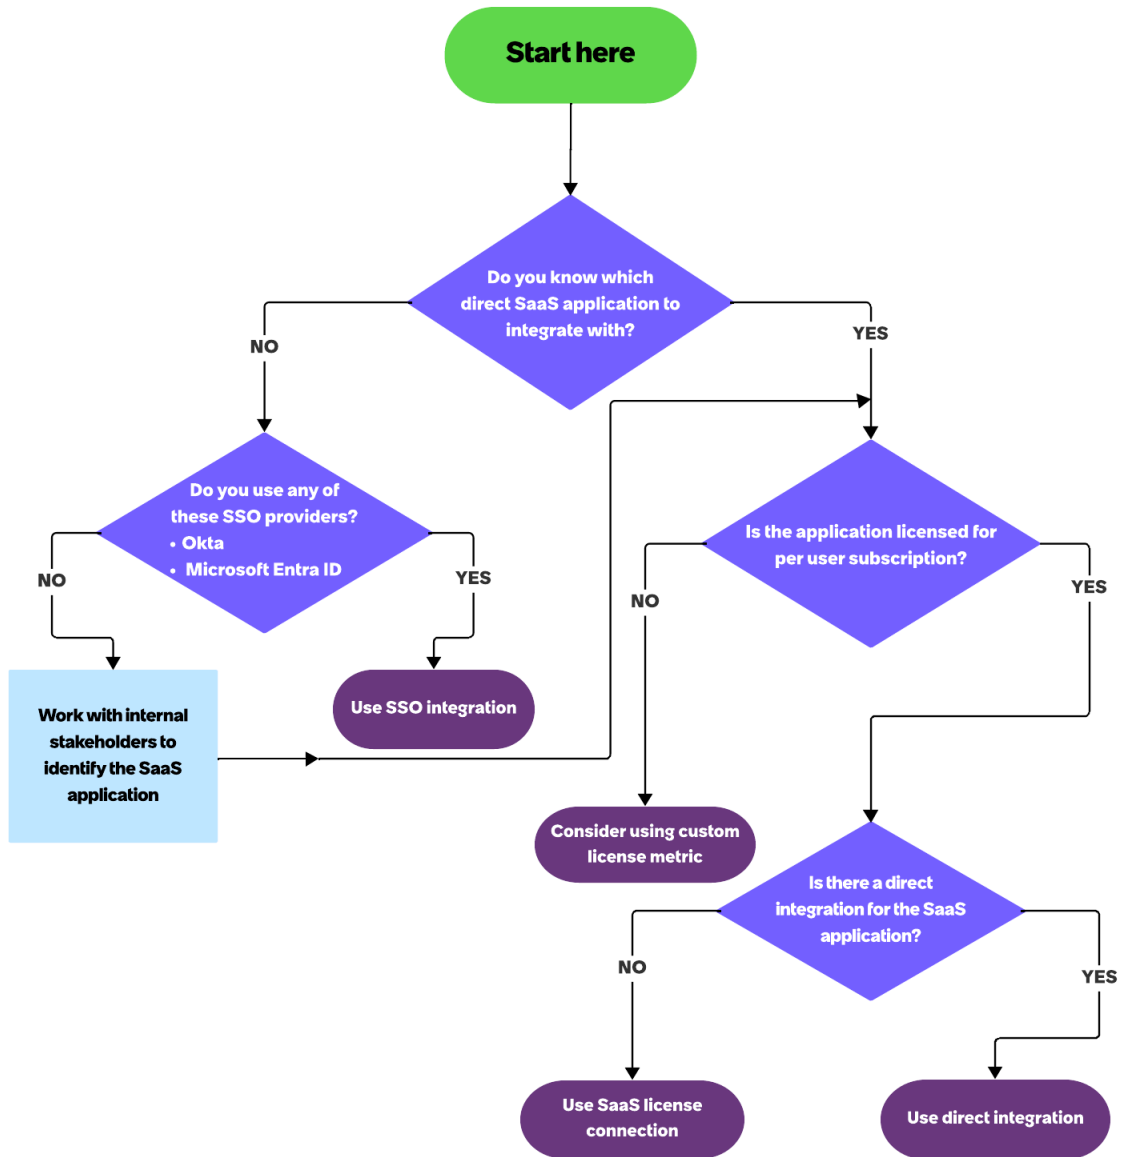 Start here
Do you know which
direct SaaS application to
integrate with?
NO
YES
Do you use any of
these SSO providers?
• Okta
• Microsoft Entra ID
Is the application licensed for
per user subscription?
NO
YES
NO
YES
Work with internal
stakeholders to
identify the SaaS
application
Use SSO integration
Consider using custom
license metric
Is there a direct
integration for the SaaS
application?
NO
YES
Use SaaS license
connection
Use direct integration